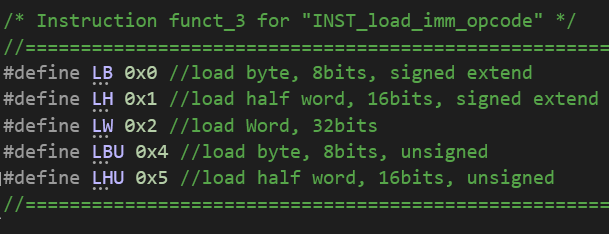 /* Instruction funct_3 for "INST_load_imm_opcode" */
//======================================================
#define LB 0x0 //load byte, 8bits, signed extend
#define LH 0x1 //load half word, 16bits, signed extend
#define LW 0x2 //load Word, 32bits
#define LBU 0x4 //load byte, 8bits, unsigned
#define LHU 0x5 //load half word, 16bits, unsigned
//======================================================